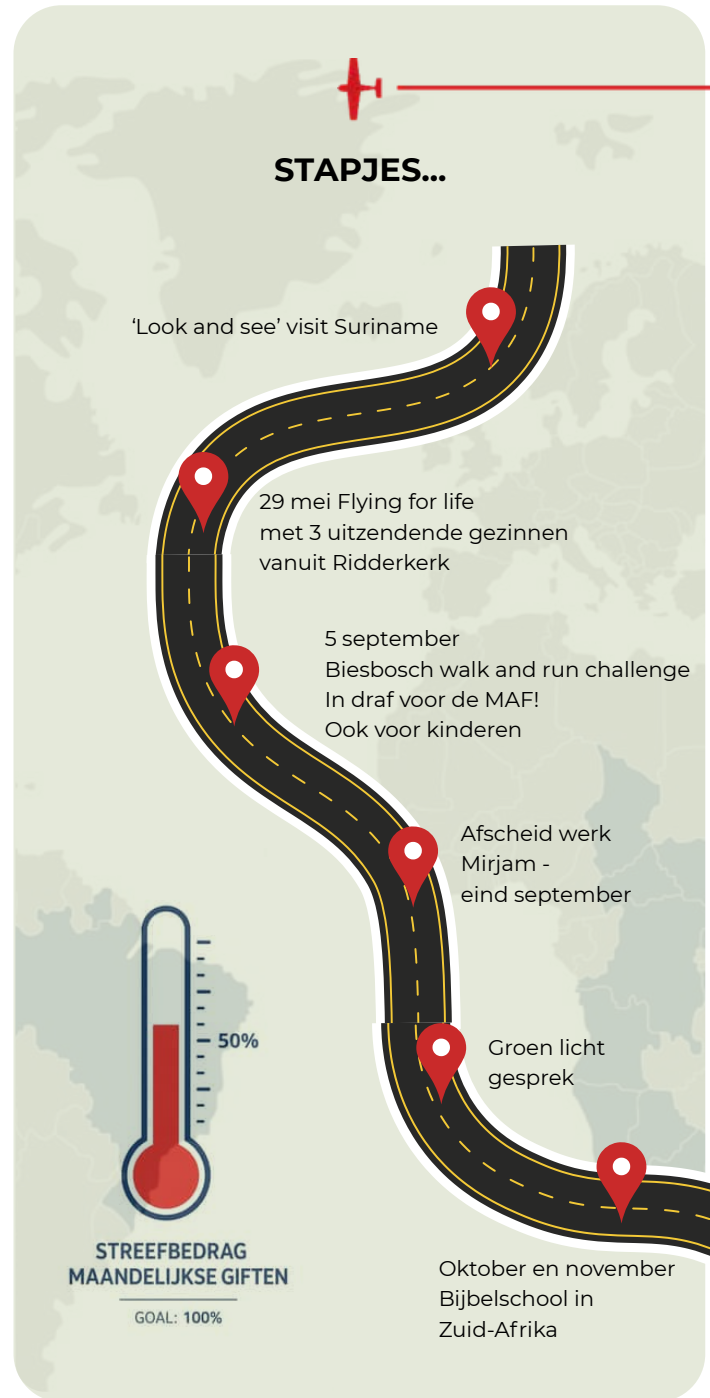 STAPJES...
‘Look and see’ visit Suriname
29 mei Flying for life
met 3 uitzendende gezinnen
vanuit Ridderkerk
5 september
Biesbosch walk and run challenge
In draf voor de MAF!
Ook voor kinderen
Afscheid werk
Mirjam -
eind september
50%
Groen licht
gesprek
STREEFBEDRAG
MAANDELIJKSE GIFTEN
GOAL: 100%
Oktober en november
Bijbelschool in
Zuid-Afrika